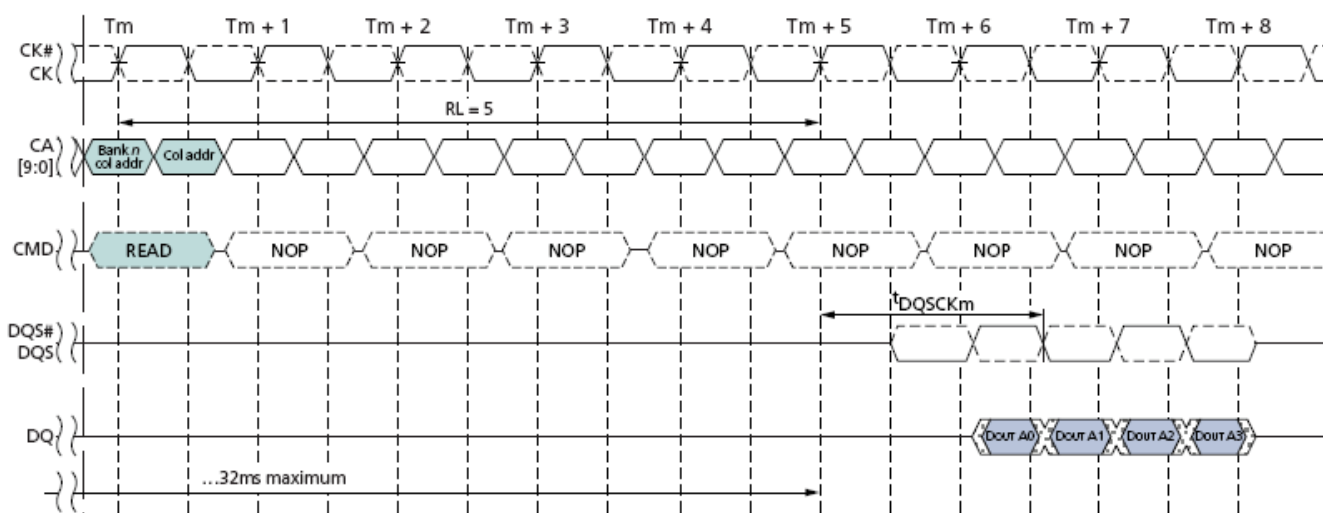 Tm Tm + 1 Tm + 2 Tm + 3 Tm + 4 Tm + 5 Tm + 6 Tm + 7 Tm + 8
CK#
CK
RL = 5
CA
[9:0]
Bank n
col addr
Col addr
CMD
READ NOP NOP NOP NOP NOP NOP NOP NOP
tDQSCKm
DQS#
DQS
DQ
DOUT A0 DOUT A1 DOUT A2 DOUT A3
...32ms maximum